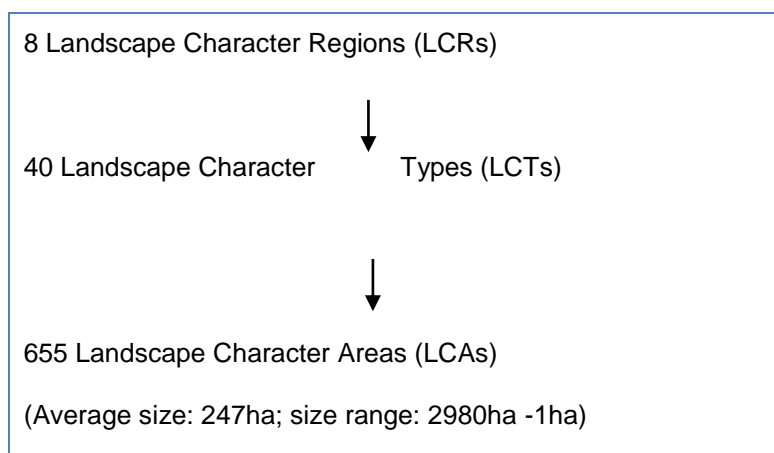 8 Landscape Character Regions (LCRs)
40 Landscape Character Types (LCTs)
655 Landscape Character Areas (LCAs)
(Average size: 247ha; size range: 2980ha -1ha)